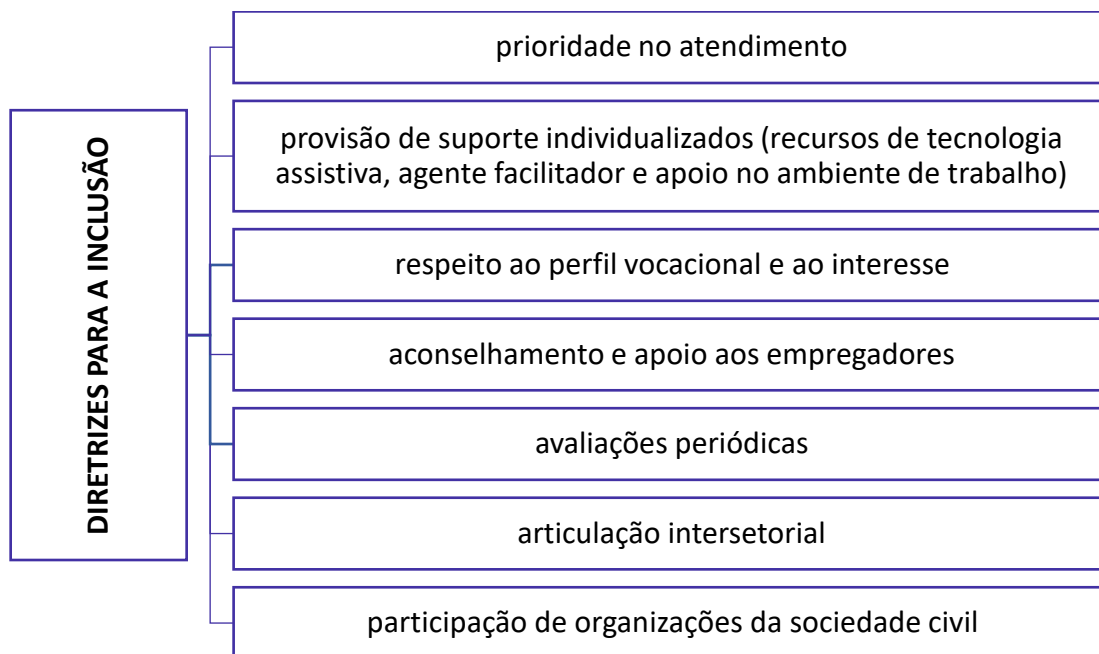 DIRETRIZES PARA A INCLUSÃO
prioridade no atendimento
provisão de suporte individualizados (recursos de tecnologia
assistiva, agente facilitador e apoio no ambiente de trabalho)
respeito ao perfil vocacional e ao interesse
aconselhamento e apoio aos empregadores
avaliações periódicas
articulação intersetorial
participação de organizações da sociedade civil